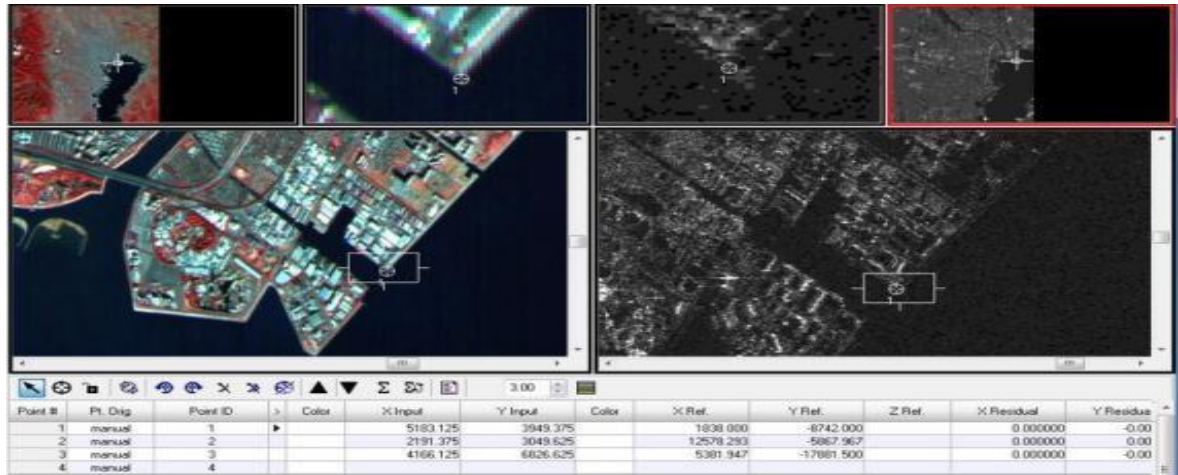 1
1
1
1
3.00
Point # Pt. Orig Point ID > Color X Input Y Input Color X Ref. Y Ref. Z Ref. X Residual Y Residua
1 manual 1 5183.125 3949.375 1838.000 -8742.000 0.000000 -0.00
2 manual 2 2191.375 3049.625 12578.293 -5867.967 0.000000 0.00
3 manual 3 4166.125 6826.625 5381.947 -17881.500 0.000000 -0.00
4 manual 4